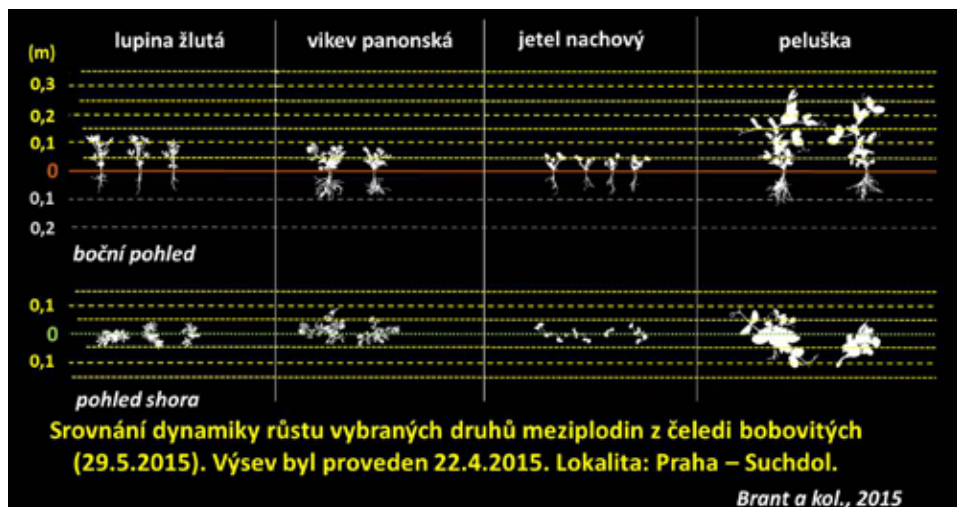 lupina žlutá vikev panonská jetel nachový peluška
(m)
0,3
0,2
0,1
0
0,1
0,2
boční pohled
0,1
0
0,1
pohled shora
Srovnání dynamiky růstu vybraných druhů meziplodin z čeledi bobovitých
(29.5.2015). Výsev byl proveden 22.4.2015. Lokalita: Praha – Suchdol.
Brant a kol., 2015